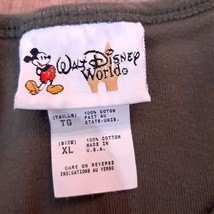 Walt Disney
World
(TAILLE) 100% COTTON
TG FAIT AU
ETATS-UNIS.
(SIZE) 100% COTTON
XL MADE IN
U.S.A.
CARE ON REVERSE
INDICATIONS AU VERSO